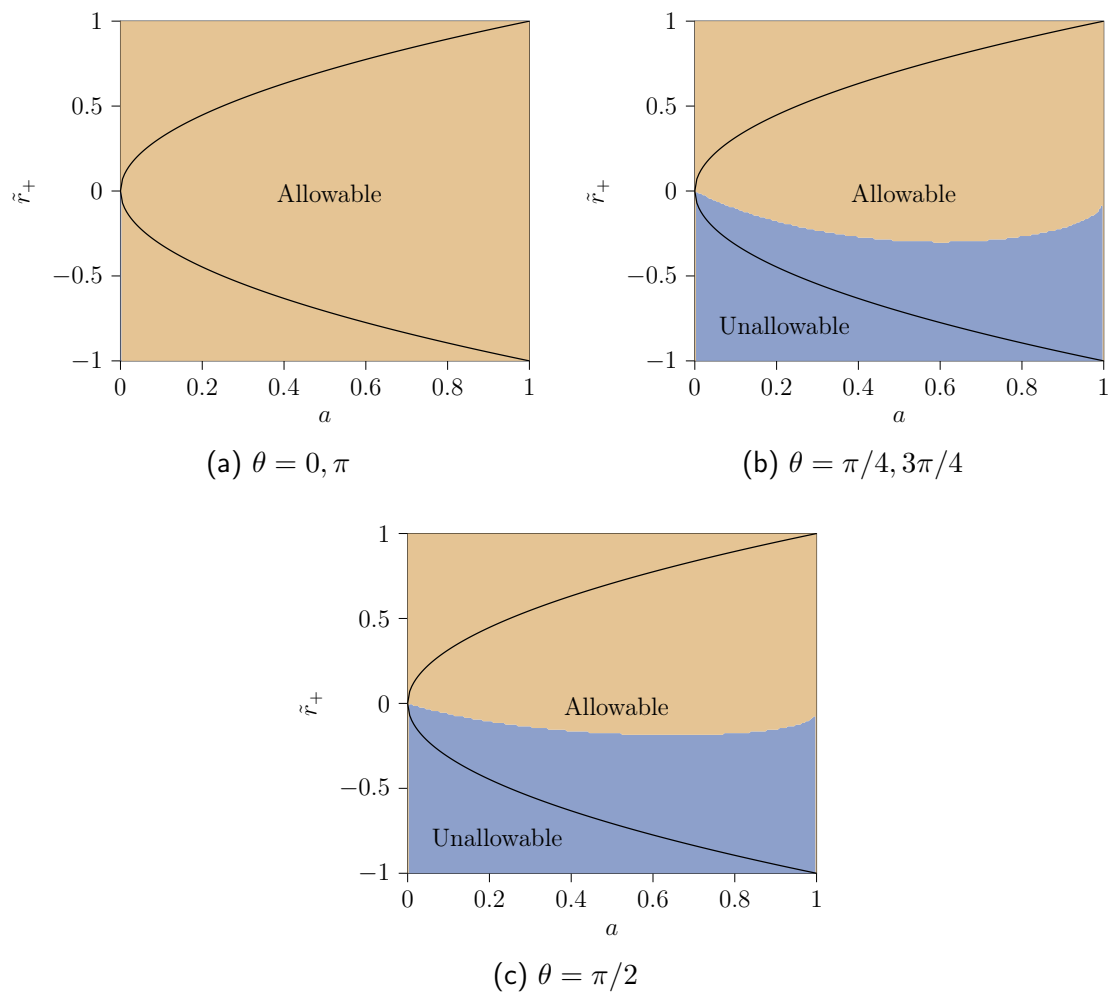 1
0.5
0
−0.5
−1
r̃₊
Allowable
0
0.2
0.4
0.6
0.8
1
a
(a) θ = 0, π
1
0.5
0
−0.5
−1
r̃₊
Allowable
Unallowable
0
0.2
0.4
0.6
0.8
1
a
(b) θ = π/4, 3π/4
1
0.5
0
−0.5
−1
r̃₊
Allowable
Unallowable
0
0.2
0.4
0.6
0.8
1
a
(c) θ = π/2